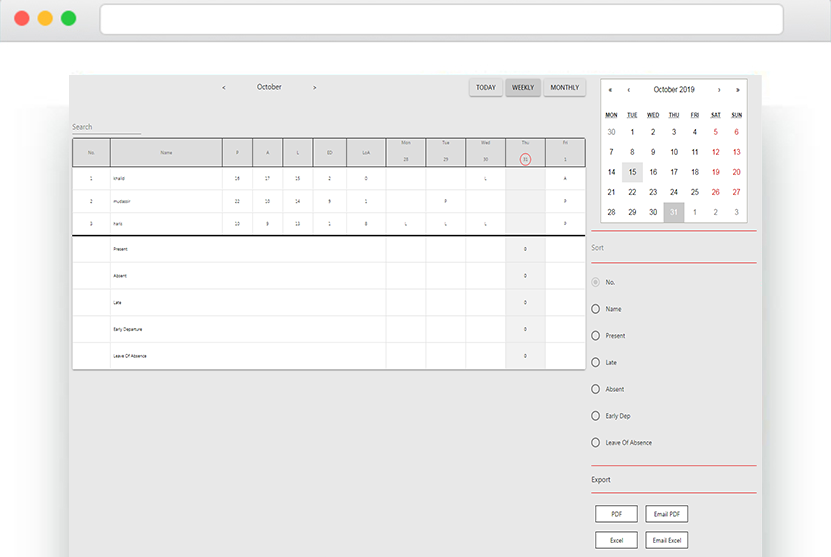 < October >
TODAY WEEKLY MONTHLY
Search
No. Name P A L ED LoA Mon 28 Tue 29 Wed 30 Thu 31 Fri 1
1 khalid 16 17 15 2 0 L A
2 mudassir 22 10 14 9 1 P P
3 10 9 13 1 8 L L L P
Present 0
Absent 0
Late 0
Early Departure 0
Leave Of Absence 0
« ‹ October 2019 › »
MON TUE WED THU FRI SAT SUN
30 1 2 3 4 5 6
7 8 9 10 11 12 13
14 15 16 17 18 19 20
21 22 23 24 25 26 27
28 29 30 31 1 2 3
Sort
No.
Name
Present
Late
Absent
Early Dep
Leave Of Absence
Export
PDF Email PDF
Excel Email Excel